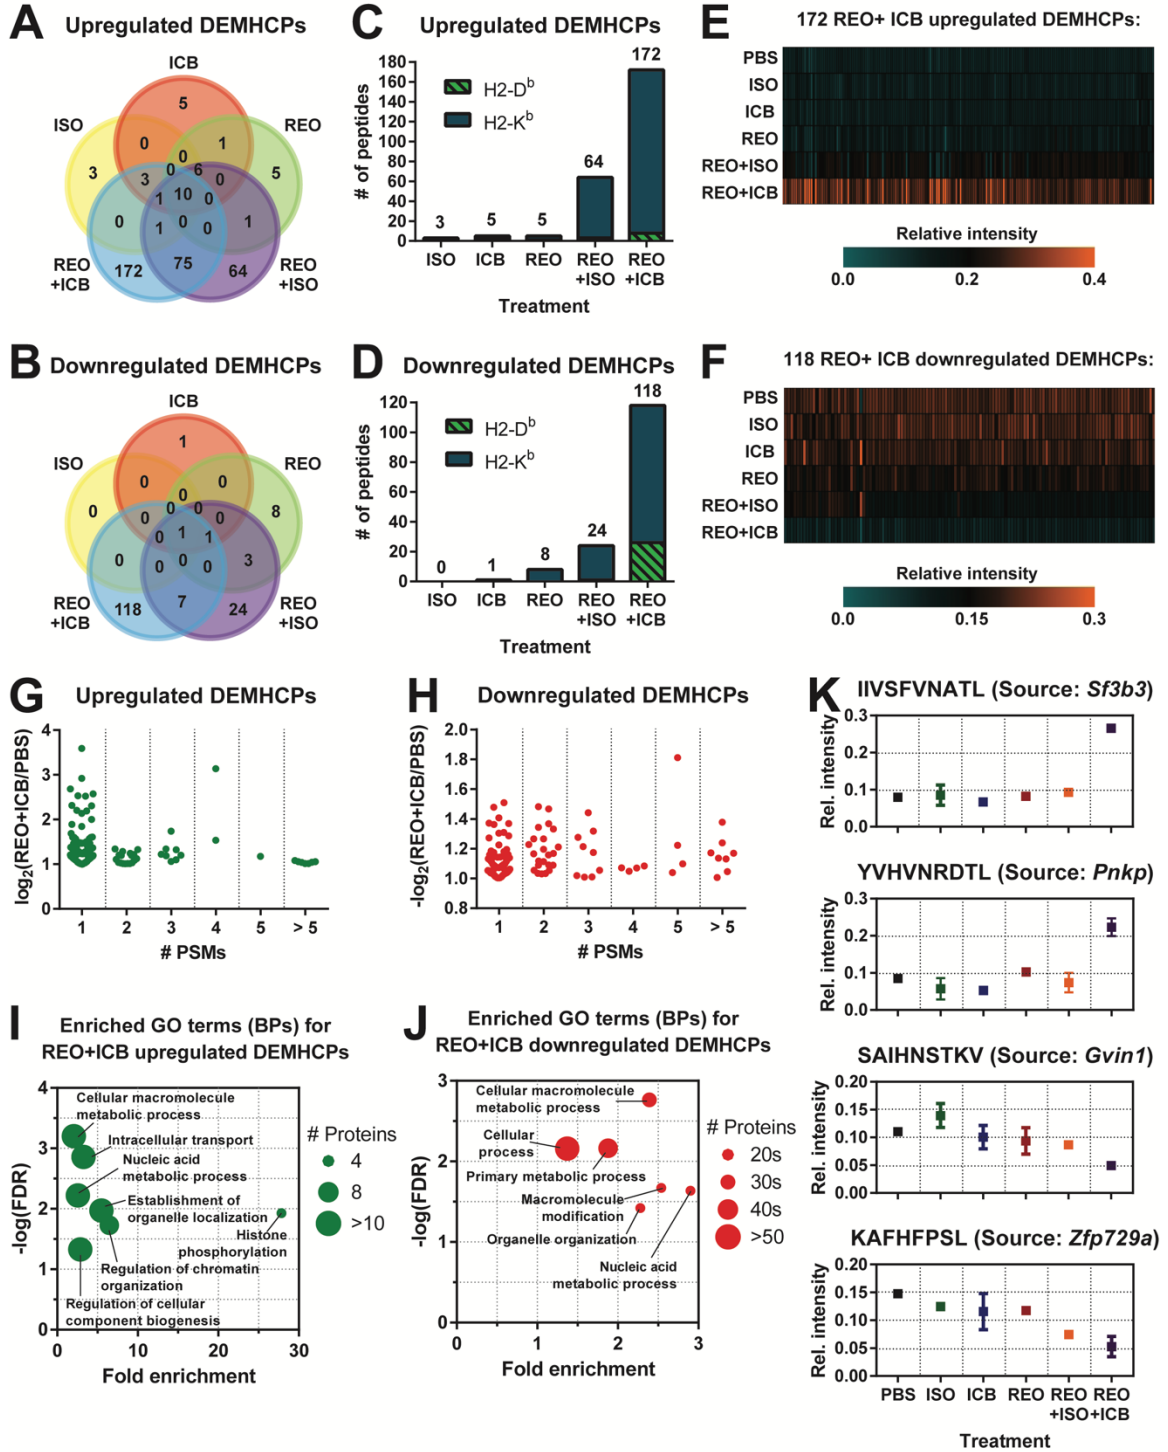 A Upregulated DEMHCPs
ICB
ISO
REO
5
0
0
1
3
5
3
0
6
0
1
10
0
0
1
0
0
1
172
75
64
REO
+ICB
REO
+ISO
B Downregulated DEMHCPs
ICB
ISO
REO
1
0
0
0
0
8
0
0
0
0
0
1
1
0
0
0
0
3
118
7
24
REO
+ICB
REO
+ISO
C Upregulated DEMHCPs
# of peptides
180
160
140
120
100
80
60
40
20
0
H2-Dᵇ
H2-Kᵇ
3
5
5
64
172
ISO ICB REO REO +ISO REO +ICB
Treatment
D Downregulated DEMHCPs
# of peptides
120
100
80
60
40
20
0
H2-Dᵇ
H2-Kᵇ
0
1
8
24
118
ISO ICB REO REO +ISO REO +ICB
Treatment
E 172 REO+ ICB upregulated DEMHCPs:
PBS
ISO
ICB
REO
REO+ISO
REO+ICB
Relative intensity
0.0 0.2 0.4
F 118 REO+ ICB downregulated DEMHCPs:
PBS
ISO
ICB
REO
REO+ISO
REO+ICB
Relative intensity
0.0 0.15 0.3
G Upregulated DEMHCPs
log₂(REO+ICB/PBS)
4
3
2
1
0
1 2 3 4 5 > 5
# PSMs
H Downregulated DEMHCPs
-log₂(REO+ICB/PBS)
2.0
1.8
1.6
1.4
1.2
1.0
0.8
1 2 3 4 5 > 5
# PSMs
I Enriched GO terms (BPs) for
REO+ICB upregulated DEMHCPs
-log(FDR)
4
3
2
1
0
Cellular macromolecule
metabolic process
Intracellular transport
Nucleic acid
metabolic process
Establishment of
organelle localization
Histone
phosphorylation
Regulation of chromatin
organization
Regulation of cellular
component biogenesis
0 10 20 30
Fold enrichment
# Proteins
4
8
>10
J Enriched GO terms (BPs) for
REO+ICB downregulated DEMHCPs
-log(FDR)
3
2
1
0
Cellular macromolecule
metabolic process
Cellular
process
Primary metabolic process
Macromolecule
modification
Organelle organization
Nucleic acid
metabolic process
0 1 2 3
Fold enrichment
# Proteins
20s
30s
40s
>50
K IIVSFVNATL (Source: Sf3b3)
Rel. intensity
0.3
0.2
0.1
0.0
YVHVNRDTL (Source: Pnkp)
Rel. intensity
0.3
0.2
0.1
0.0
SAIHNSTKV (Source: Gvin1)
Rel. intensity
0.20
0.15
0.10
0.05
0.00
KAFHFPSL (Source: Zfp729a)
Rel. intensity
0.20
0.15
0.10
0.05
0.00
PBS ISO ICB REO REO REO
+ISO +ICB
Treatment